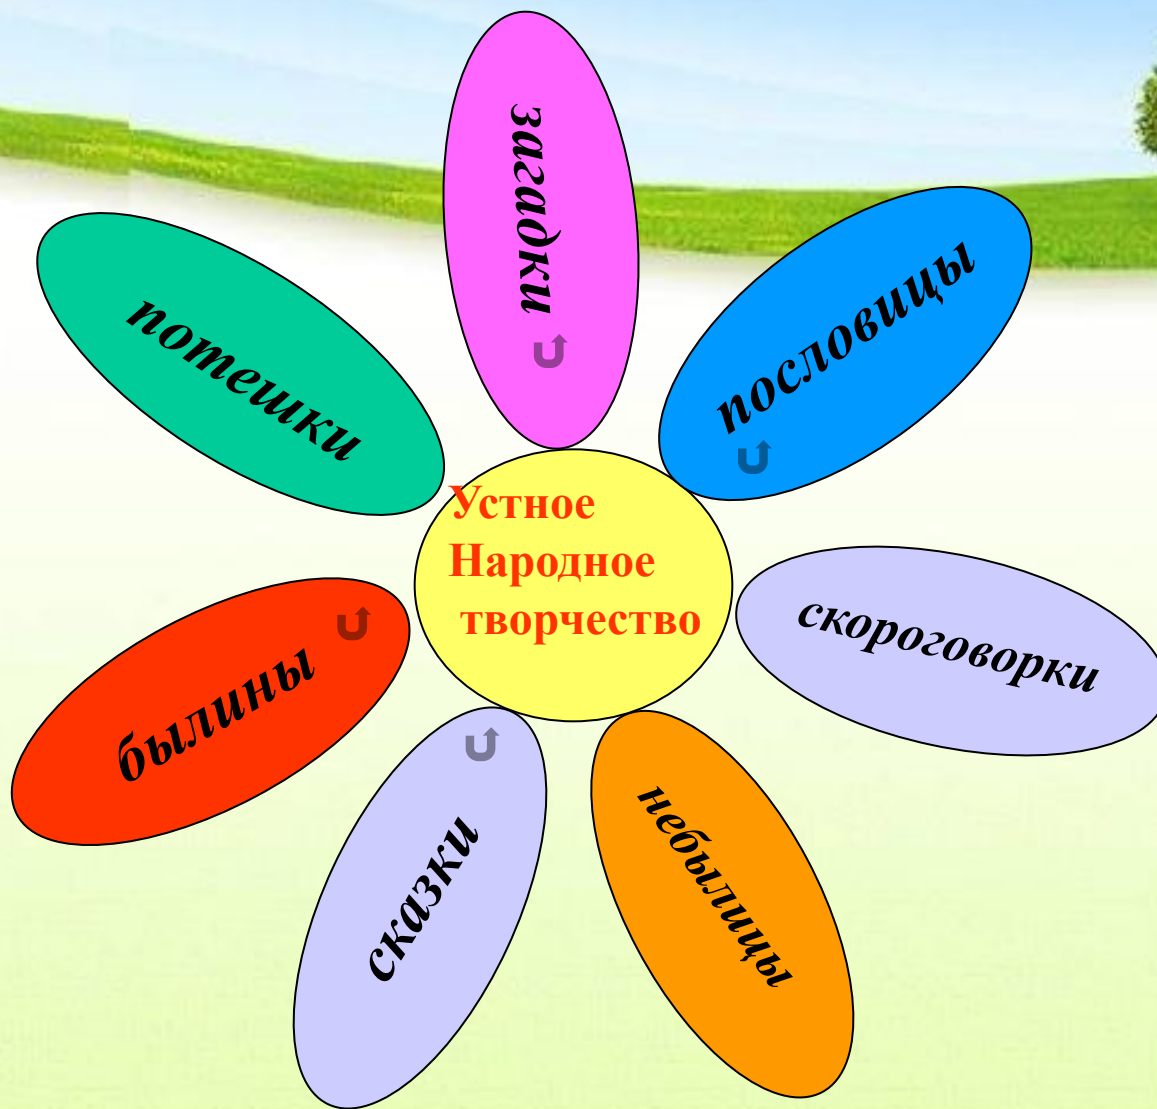 загадки
пословицы
потешки
Устное
Народное
творчество
скороговорки
былины
небылицы
сказки